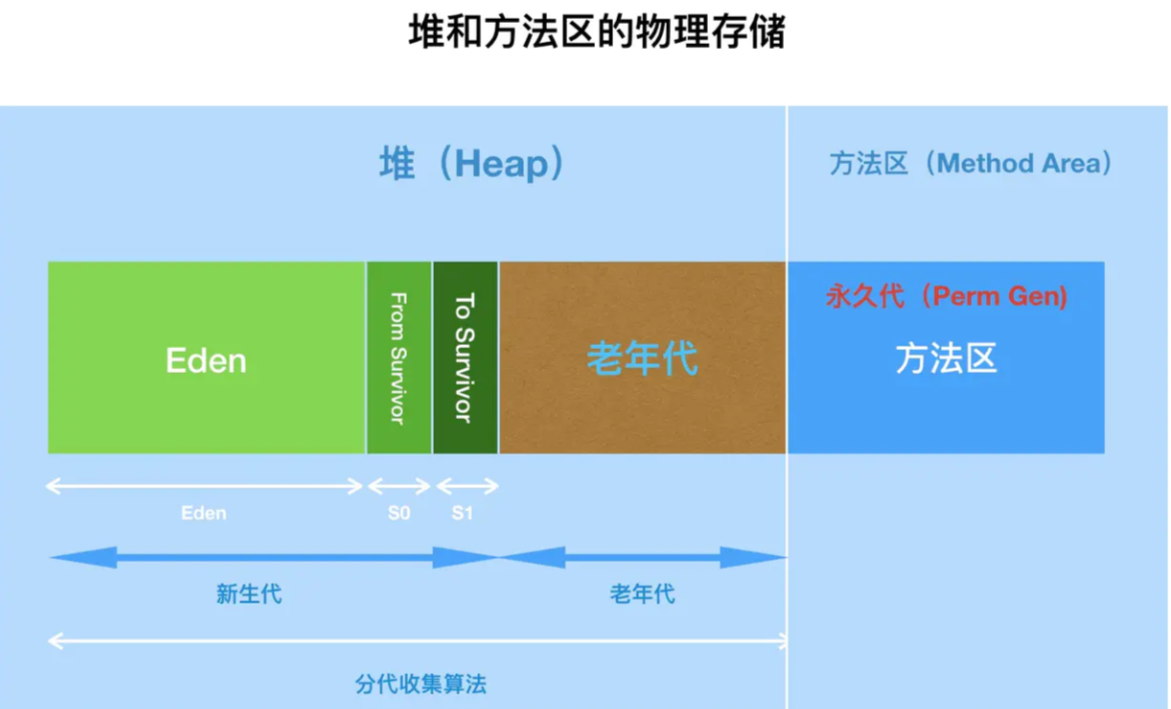 堆和方法区的物理存储
堆（Heap）
方法区（Method Area）
Eden
From Survivor
To Survivor
老年代
永久代（Perm Gen)
方法区
Eden
S0
S1
新生代
老年代
分代收集算法